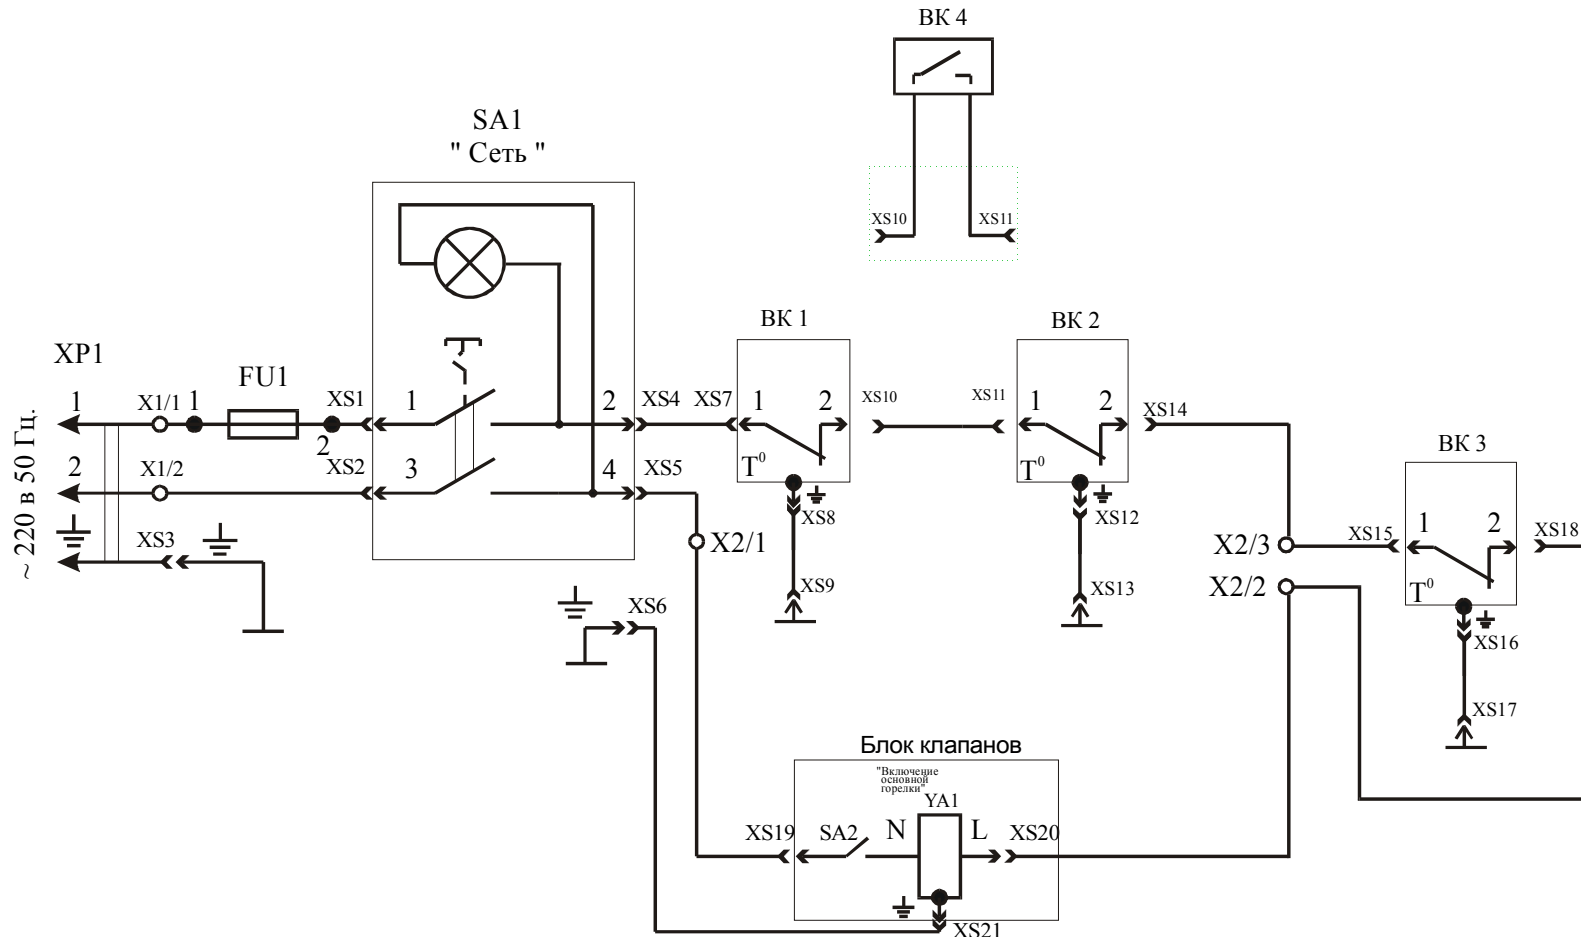 ВК 4
SA1
" Сеть "
XS10
XS11
ВК 1
ВК 2
XP1
FU1
1
X1/1
1
XS1
1
2
XS4
XS7
1
2
XS10
XS11
1
2
XS14
2
ВК 3
2
X1/2
XS2
3
4
XS5
T⁰
T⁰
~ 220 в 50 Гц.
XS3
XS8
XS12
X2/1
X2/3
XS15
1
2
XS18
XS9
XS13
X2/2
T⁰
XS6
XS16
XS17
Блок клапанов
"Включение
основной
горелки"
YA1
XS19
SA2
N
L
XS20
XS21